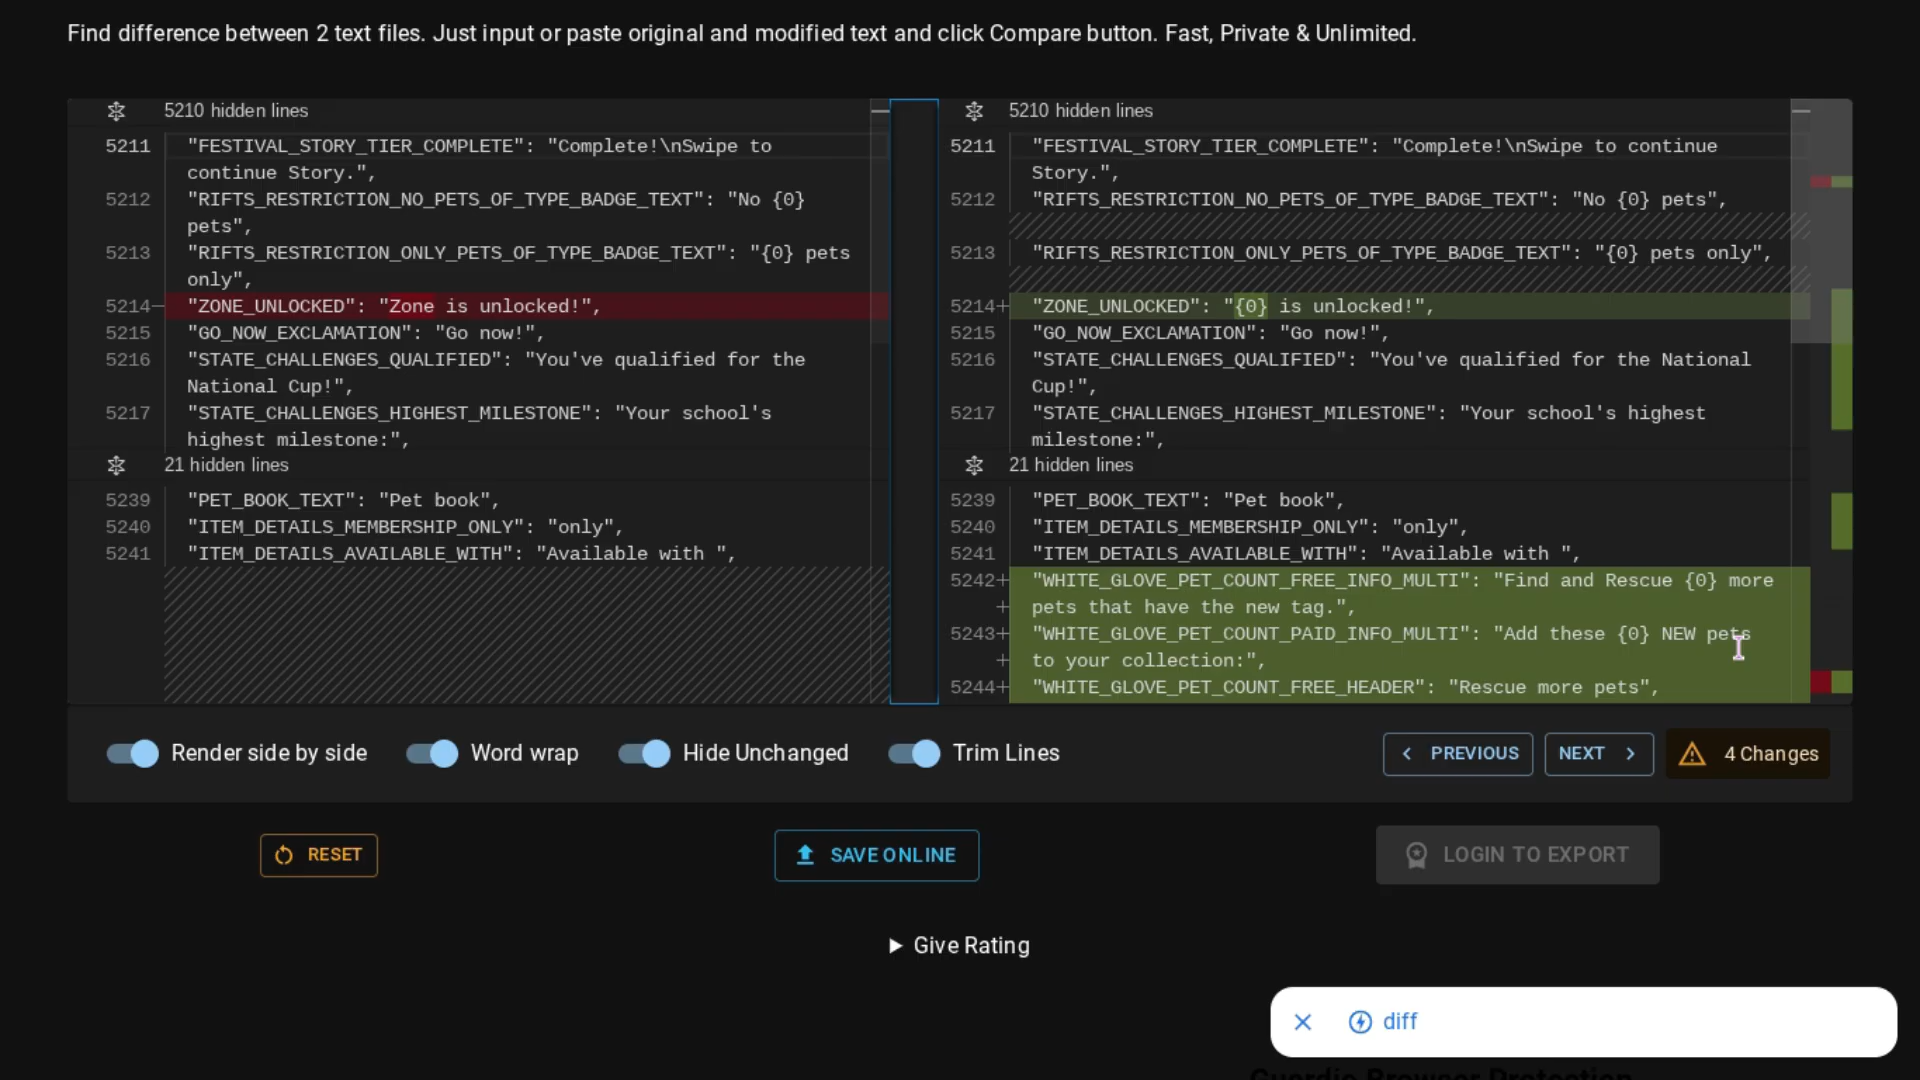 Find difference between 2 text files. Just input or paste original and modified text and click Compare button. Fast, Private & Unlimited.
5210 hidden lines
5211 "FESTIVAL_STORY_TIER_COMPLETE": "Complete!\nSwipe to
continue Story.",
5212 "RIFTS_RESTRICTION_NO_PETS_OF_TYPE_BADGE_TEXT": "No {0}
pets",
5213 "RIFTS_RESTRICTION_ONLY_PETS_OF_TYPE_BADGE_TEXT": "{0} pets
only",
5214— "ZONE_UNLOCKED": "Zone is unlocked!",
5215 "GO_NOW_EXCLAMATION": "Go now!",
5216 "STATE_CHALLENGES_QUALIFIED": "You've qualified for the
National Cup!",
5217 "STATE_CHALLENGES_HIGHEST_MILESTONE": "Your school's
highest milestone:",
21 hidden lines
5239 "PET_BOOK_TEXT": "Pet book",
5240 "ITEM_DETAILS_MEMBERSHIP_ONLY": "only",
5241 "ITEM_DETAILS_AVAILABLE_WITH": "Available with ",
5210 hidden lines
5211 "FESTIVAL_STORY_TIER_COMPLETE": "Complete!\nSwipe to continue
Story.",
5212 "RIFTS_RESTRICTION_NO_PETS_OF_TYPE_BADGE_TEXT": "No {0} pets",
5213 "RIFTS_RESTRICTION_ONLY_PETS_OF_TYPE_BADGE_TEXT": "{0} pets only",
5214+ "ZONE_UNLOCKED": "{0} is unlocked!",
5215 "GO_NOW_EXCLAMATION": "Go now!",
5216 "STATE_CHALLENGES_QUALIFIED": "You've qualified for the National
Cup!",
5217 "STATE_CHALLENGES_HIGHEST_MILESTONE": "Your school's highest
milestone:",
21 hidden lines
5239 "PET_BOOK_TEXT": "Pet book",
5240 "ITEM_DETAILS_MEMBERSHIP_ONLY": "only",
5241 "ITEM_DETAILS_AVAILABLE_WITH": "Available with ",
5242+ "WHITE_GLOVE_PET_COUNT_FREE_INFO_MULTI": "Find and Rescue {0} more
+ pets that have the new tag.",
5243+ "WHITE_GLOVE_PET_COUNT_PAID_INFO_MULTI": "Add these {0} NEW pets
+ to your collection:",
5244+ "WHITE_GLOVE_PET_COUNT_FREE_HEADER": "Rescue more pets",
Render side by side
Word wrap
Hide Unchanged
Trim Lines
PREVIOUS
NEXT
4 Changes
RESET
SAVE ONLINE
LOGIN TO EXPORT
Give Rating
diff
Guardio Browser Protection